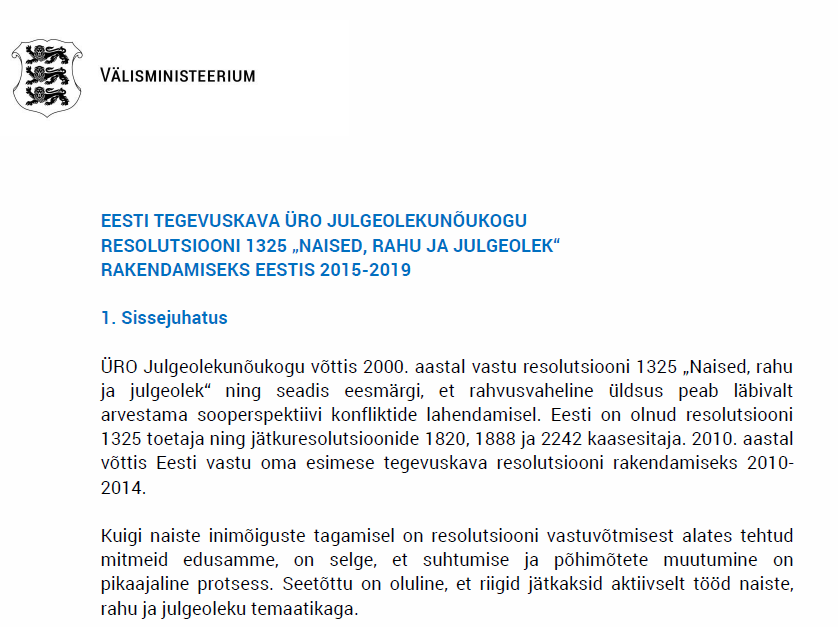 VÄLISMINISTEERIUM
EESTI TEGEVUSKAVA ÜRO JULGEOLEKUNÕUKOGU
RESOLUTSIOONI 1325 „NAISED, RAHU JA JULGEOLEK“
RAKENDAMISEKS EESTIS 2015-2019
1. Sissejuhatus
ÜRO Julgeolekunõukogu võttis 2000. aastal vastu resolutsiooni 1325 „Naised, rahu
ja julgeolek“ ning seadis eesmärgi, et rahvusvaheline üldsus peab läbivalt
arvestama sooperspektiivi konfliktide lahendamisel. Eesti on olnud resolutsiooni
1325 toetaja ning jätkuresolutsioonide 1820, 1888 ja 2242 kaasesitaja. 2010. aastal
võttis Eesti vastu oma esimese tegevuskava resolutsiooni rakendamiseks 2010-
2014.
Kuigi naiste inimõiguste tagamisel on resolutsiooni vastuvõtmisest alates tehtud
mitmeid edusamme, on selge, et suhtumise ja põhimõtete muutumine on
pikaajaline protsess. Seetõttu on oluline, et riigid jätkaksid aktiivselt tööd naiste,
rahu ja julgeoleku temaatikaga.